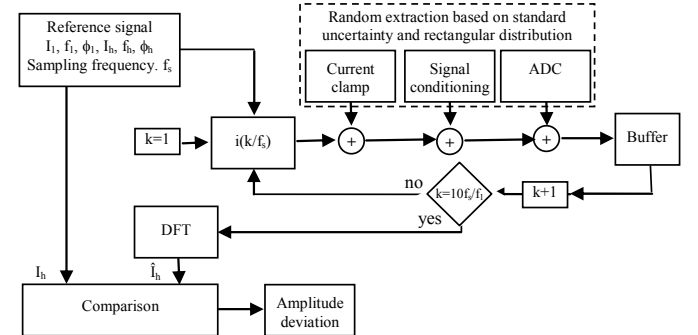 Reference signal
I1, f1, ϕ1, Ih, fh, ϕh
Sampling frequency. fs
Random extraction based on standard
uncertainty and rectangular distribution
Current
clamp
Signal
conditioning
ADC
k=1
i(k/fs)
+
+
+
Buffer
no
k=10fs/f1
k+1
yes
DFT
Ih
Îh
Comparison
Amplitude
deviation